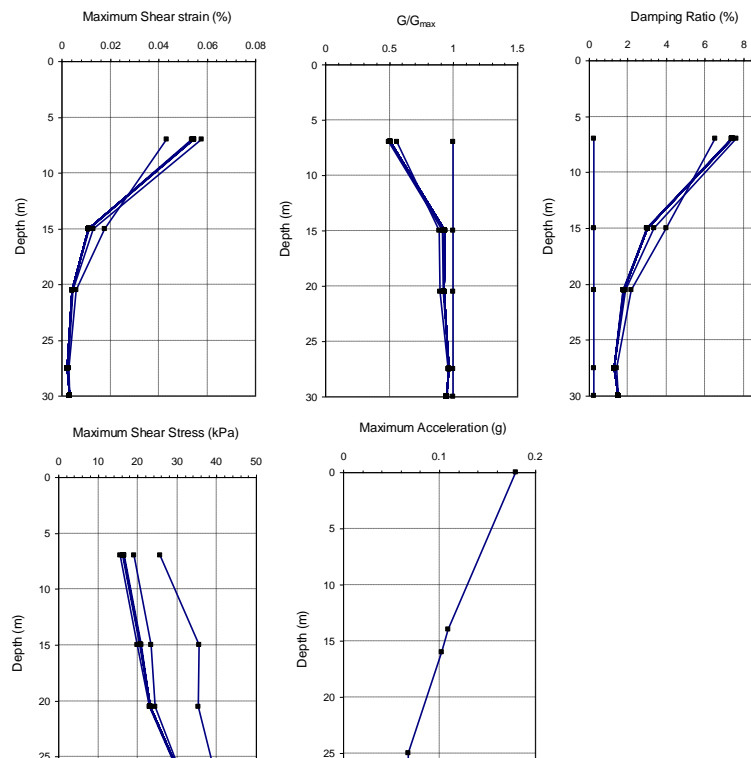 Maximum Shear strain (%)
0 0.02 0.04 0.06 0.08
0
5
10
15
20
25
30
Depth (m)
G/Gmax
0 0.5 1 1.5
0
5
10
15
20
25
30
Depth (m)
Damping Ratio (%)
0 2 4 6 8
0
5
10
15
20
25
30
Depth (m)
Maximum Shear Stress (kPa)
0 10 20 30 40 50
0
5
10
15
20
25
Depth (m)
Maximum Acceleration (g)
0 0.1 0.2
0
5
10
15
20
25
Depth (m)